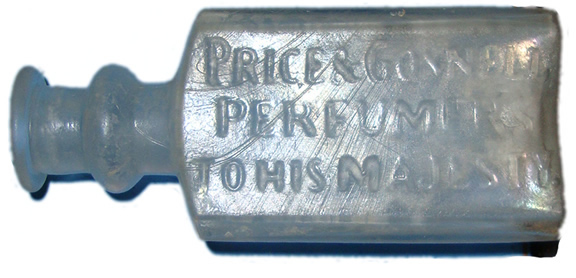 PRICE & GOSNELL
PERFUMERS
TO HIS MAJESTY